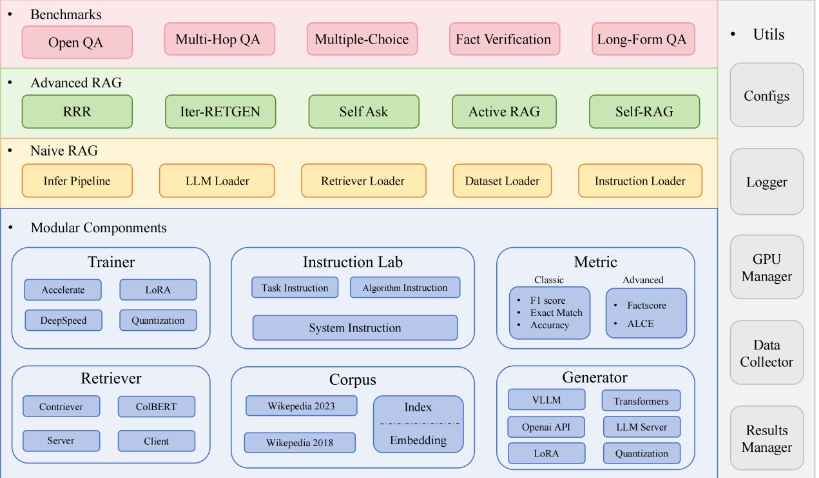 • Benchmarks
Open QA
Multi-Hop QA
Multiple-Choice
Fact Verification
Long-Form QA
• Advanced RAG
RRR
Iter-RETGEN
Self Ask
Active RAG
Self-RAG
• Naive RAG
Infer Pipeline
LLM Loader
Retriever Loader
Dataset Loader
Instruction Loader
• Modular Componments
Trainer
Accelerate
LoRA
DeepSpeed
Quantization
Instruction Lab
Task Instruction
Algorithm Instruction
System Instruction
Metric
Classic
• F1 score
• Exact Match
• Accuracy
Advanced
• Factscore
• ALCE
Retriever
Contriever
ColBERT
Server
Client
Corpus
Wikepedia 2023
Wikepedia 2018
Index
Embedding
Generator
VLLM
Transformers
Openai API
LLM Server
LoRA
Quantization
• Utils
Configs
Logger
GPU
Manager
Data
Collector
Results
Manager